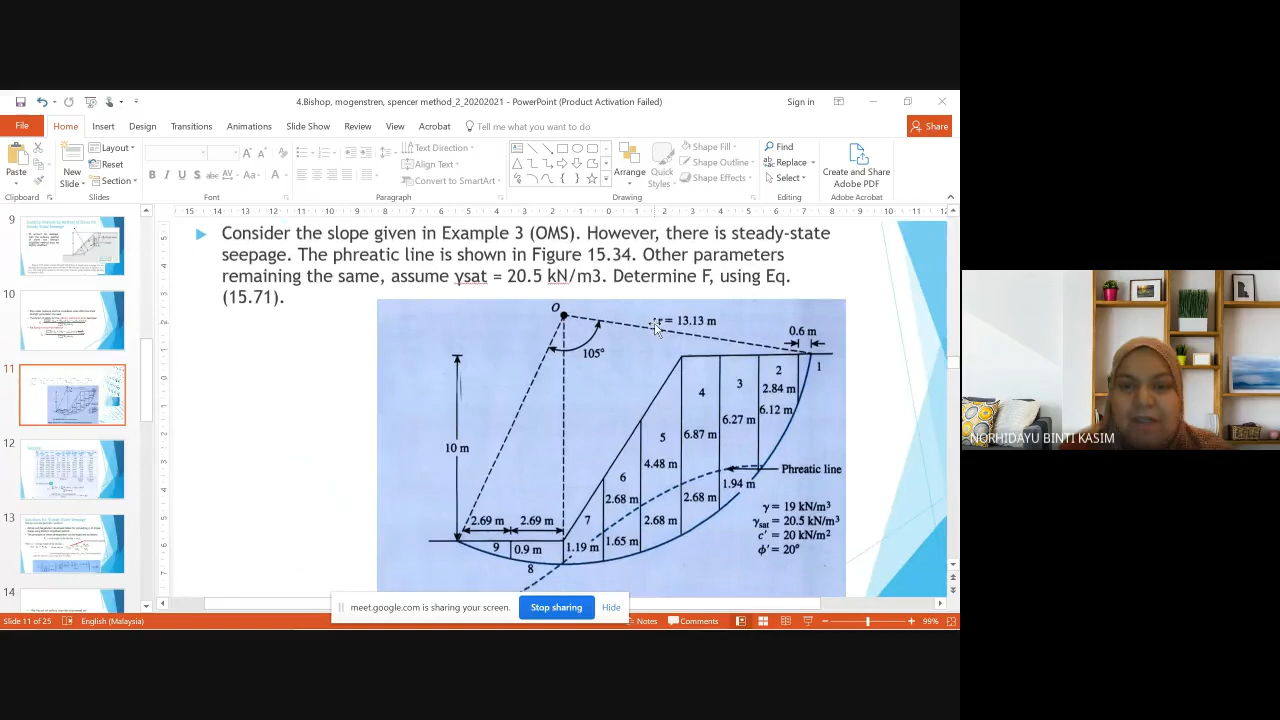 4.Bishop, mogenstren, spencer method_2_20202021 - PowerPoint (Product Activation Failed)
Sign in
File Home Insert Design Transitions Animations Slide Show Review View Acrobat Tell me what you want to do
Share
Paste
New Slide
Layout
Reset
Section
Text Direction
Align Text
Convert to SmartArt
Arrange
Quick Styles
Shape Fill
Shape Outline
Shape Effects
Find
Replace
Select
Create and Share Adobe PDF
Clipboard Slides Font Paragraph Drawing Editing Adobe Acrobat
9
10
11
12
13
14
Consider the slope given in Example 3 (OMS). However, there is steady-state
seepage. The phreatic line is shown in Figure 15.34. Other parameters
remaining the same, assume γsat = 20.5 kN/m3. Determine F, using Eq.
(15.71).
O
r = 13.13 m
0.6 m
105°
1
2
2.84 m
3
4
6.12 m
6.27 m
6.87 m
5
10 m
4.48 m
Phreatic line
6
1.94 m
2.68 m
2.68 m
γ = 19 kN/m³
2.69 m
2.69 m
7
2.68 m
γsat = 20.5 kN/m³
c' = 20 kN/m²
9
0.9 m
1.19 m
1.65 m
ϕ' = 20°
8
NORHIDAYU BINTI KASIM
meet.google.com is sharing your screen.
Stop sharing
Hide
Slide 11 of 25
English (Malaysia)
Notes
Comments
99%